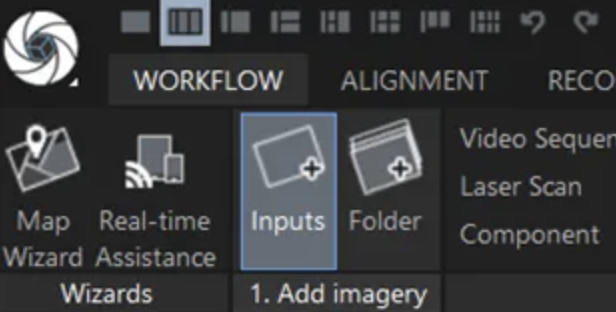 WORKFLOW ALIGNMENT RECO
Map Wizard
Real-time Assistance
Inputs
Folder
Video Sequen
Laser Scan
Component
Wizards
1. Add imagery